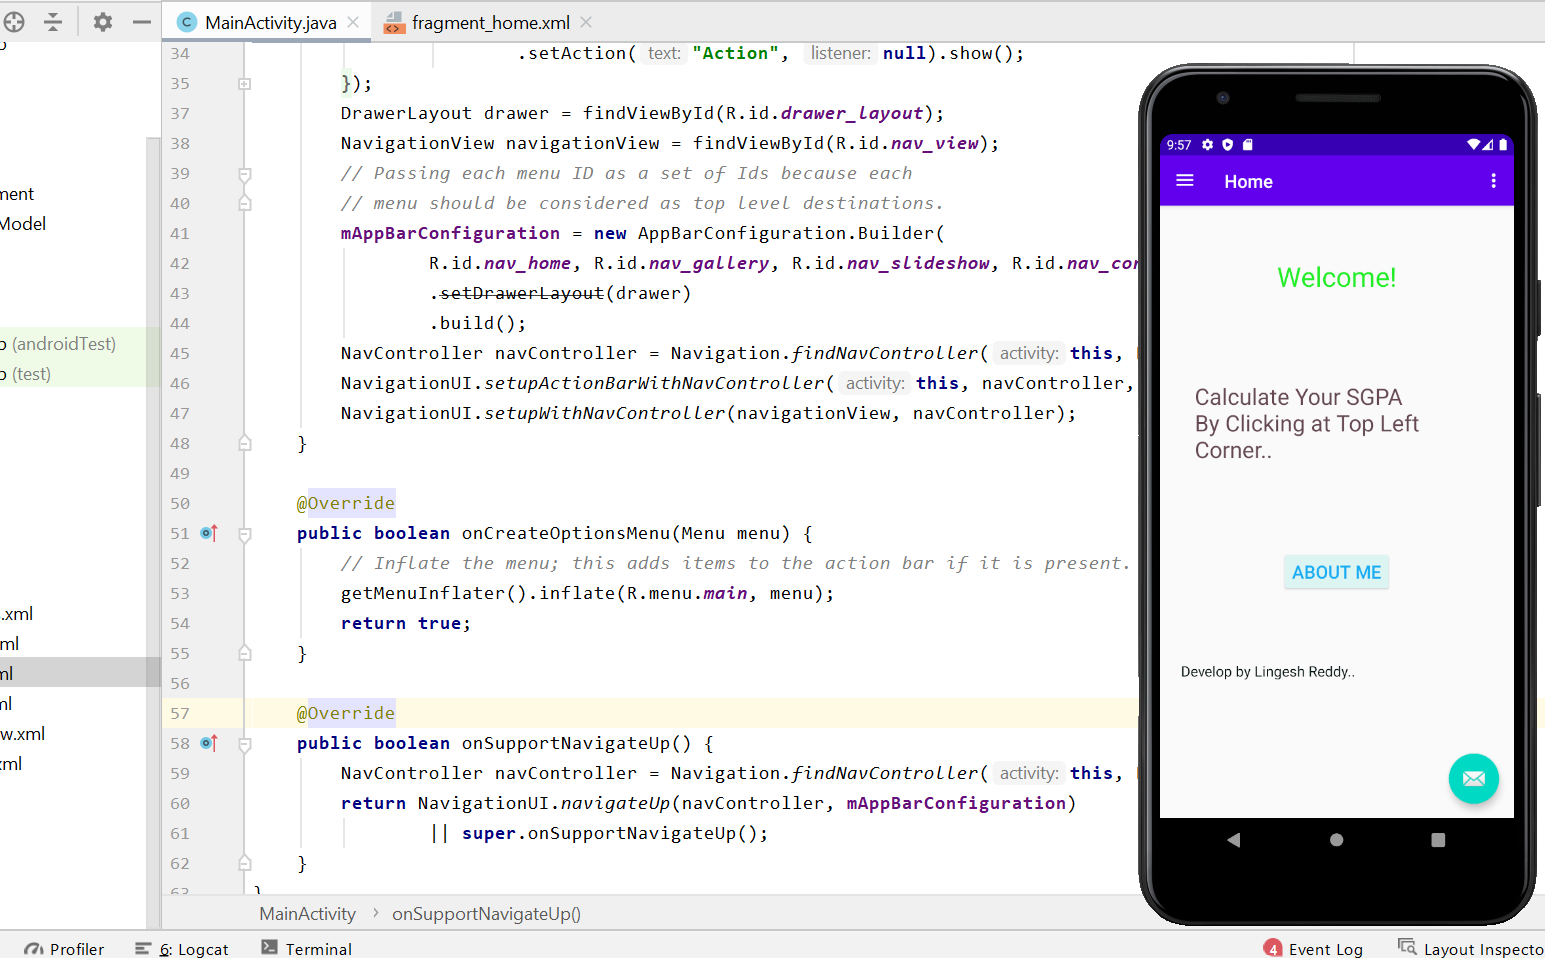 MainActivity.java
fragment_home.xml
34 .setAction( text: "Action", listener: null).show();
35 });
37 DrawerLayout drawer = findViewById(R.id.drawer_layout);
38 NavigationView navigationView = findViewById(R.id.nav_view);
39 // Passing each menu ID as a set of Ids because each
40 // menu should be considered as top level destinations.
41 mAppBarConfiguration = new AppBarConfiguration.Builder(
42 R.id.nav_home, R.id.nav_gallery, R.id.nav_slideshow, R.id.nav_cor
43 .setDrawerLayout(drawer)
44 .build();
45 NavController navController = Navigation.findNavController( activity: this,
46 NavigationUI.setupActionBarWithNavController( activity: this, navController,
47 NavigationUI.setupWithNavController(navigationView, navController);
48 }
49
50 @Override
51 public boolean onCreateOptionsMenu(Menu menu) {
52 // Inflate the menu; this adds items to the action bar if it is present.
53 getMenuInflater().inflate(R.menu.main, menu);
54 return true;
55 }
56
57 @Override
58 public boolean onSupportNavigateUp() {
59 NavController navController = Navigation.findNavController( activity: this,
60 return NavigationUI.navigateUp(navController, mAppBarConfiguration)
61 || super.onSupportNavigateUp();
62 }
63 }
ment
Model
p (androidTest)
p (test)
.xml
ml
ml
ml
w.xml
xml
9:57
Home
Welcome!
Calculate Your SGPA
By Clicking at Top Left
Corner..
ABOUT ME
Develop by Lingesh Reddy..
MainActivity > onSupportNavigateUp()
Profiler
6: Logcat
Terminal
4 Event Log
Layout Inspecto